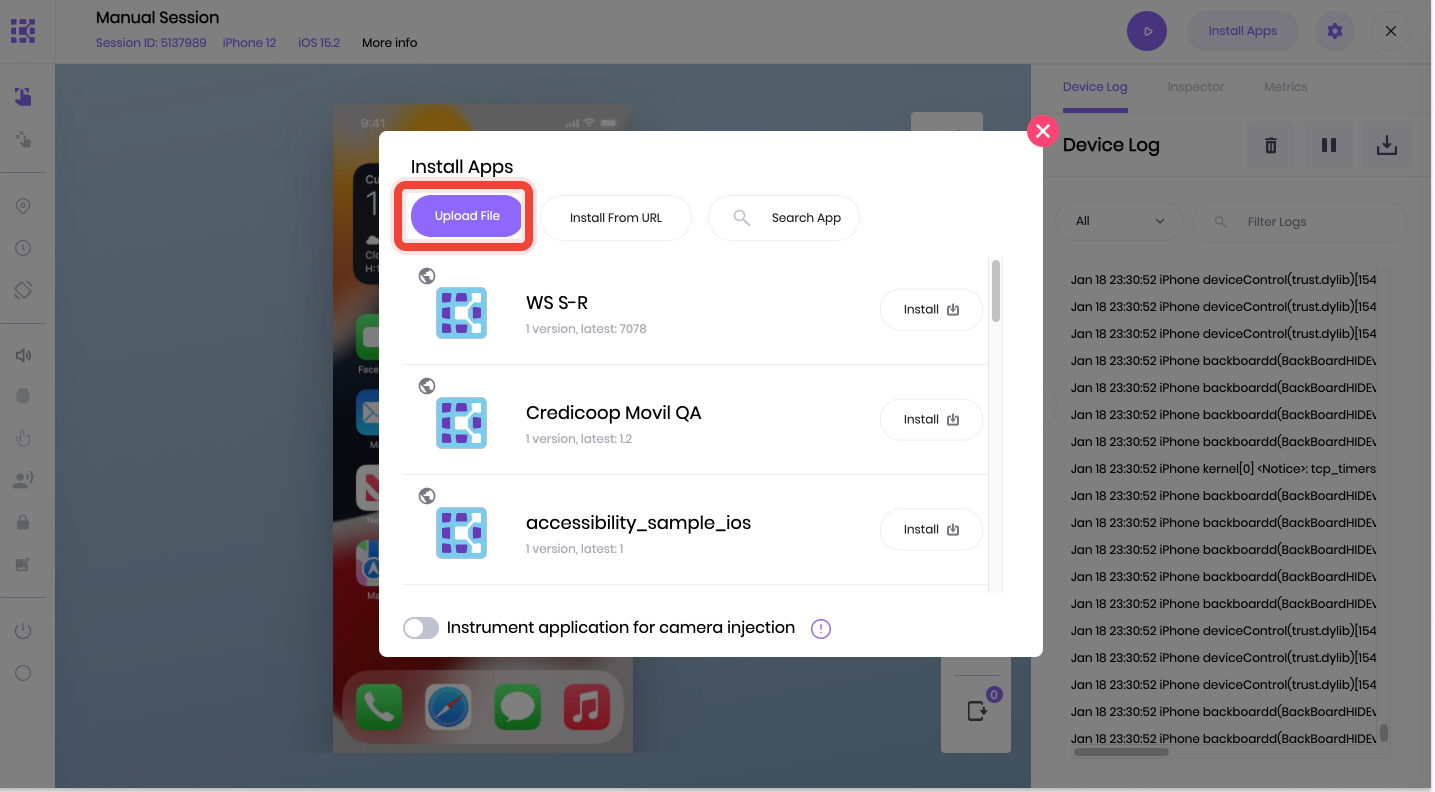 Manual Session
Session ID: 5137989 iPhone 12 iOS 15.2 More info
Install Apps
Device Log Inspector Metrics
Device Log
All
Filter Logs
9:41
Install Apps
Upload File
Install From URL
Search App
WS S-R
1 version, latest: 7078
Install
Credicoop Movil QA
1 version, latest: 1.2
Install
accessibility_sample_ios
1 version, latest: 1
Install
Instrument application for camera injection
0
Jan 18 23:30:52 iPhone deviceControl(trust.dylib)[154
Jan 18 23:30:52 iPhone deviceControl(trust.dylib)[154
Jan 18 23:30:52 iPhone deviceControl(trust.dylib)[154
Jan 18 23:30:52 iPhone backboardd(BackBoardHIDEv
Jan 18 23:30:52 iPhone backboardd(BackBoardHIDEv
Jan 18 23:30:52 iPhone backboardd(BackBoardHIDEv
Jan 18 23:30:52 iPhone backboardd(BackBoardHIDEv
Jan 18 23:30:52 iPhone kernel[0] <Notice>: tcp_timers
Jan 18 23:30:52 iPhone backboardd(BackBoardHIDEv
Jan 18 23:30:52 iPhone backboardd(BackBoardHIDEv
Jan 18 23:30:52 iPhone backboardd(BackBoardHIDEv
Jan 18 23:30:52 iPhone backboardd(BackBoardHIDEv
Jan 18 23:30:52 iPhone backboardd(BackBoardHIDEv
Jan 18 23:30:52 iPhone deviceControl(trust.dylib)[154
Jan 18 23:30:52 iPhone deviceControl(trust.dylib)[154
Jan 18 23:30:52 iPhone deviceControl(trust.dylib)[154
Jan 18 23:30:52 iPhone backboardd(BackBoardHIDEv
Jan 18 23:30:52 iPhone backboardd(BackBoardHIDEv